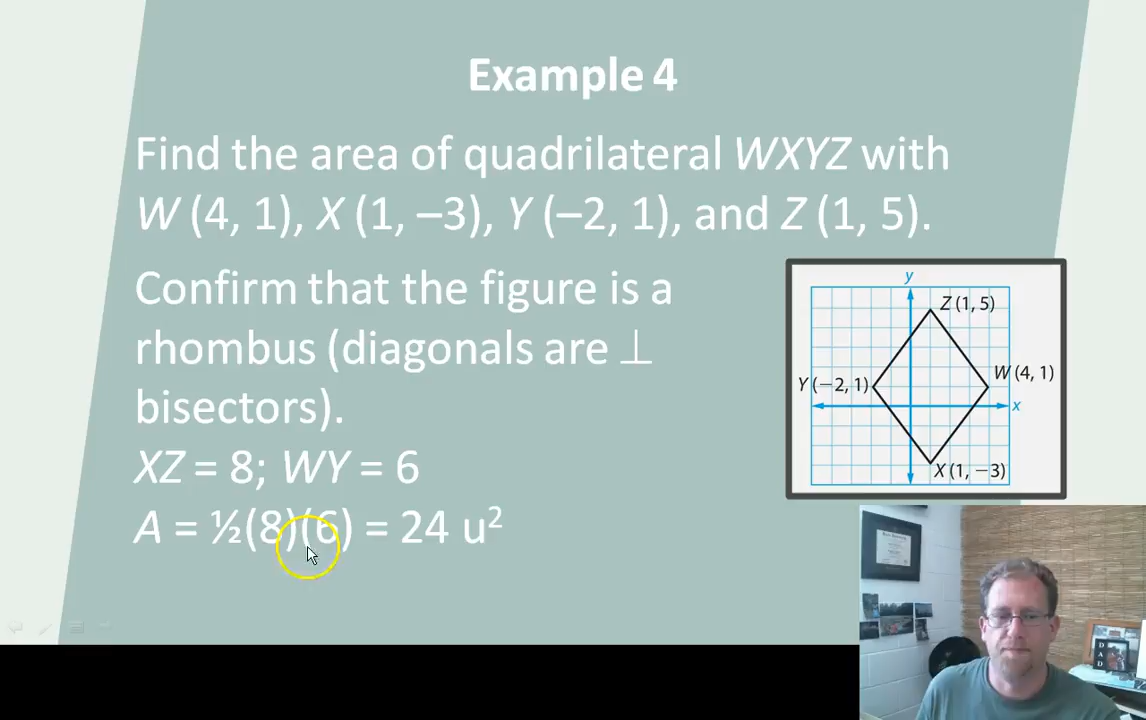 Example 4
Find the area of quadrilateral WXYZ with
W (4, 1), X (1, –3), Y (–2, 1), and Z (1, 5).
Confirm that the figure is a
rhombus (diagonals are ⊥
bisectors).
XZ = 8; WY = 6
A = ½(8)(6) = 24 u²
y
Z (1, 5)
Y (−2, 1)
W (4, 1)
x
X (1, −3)
DAD